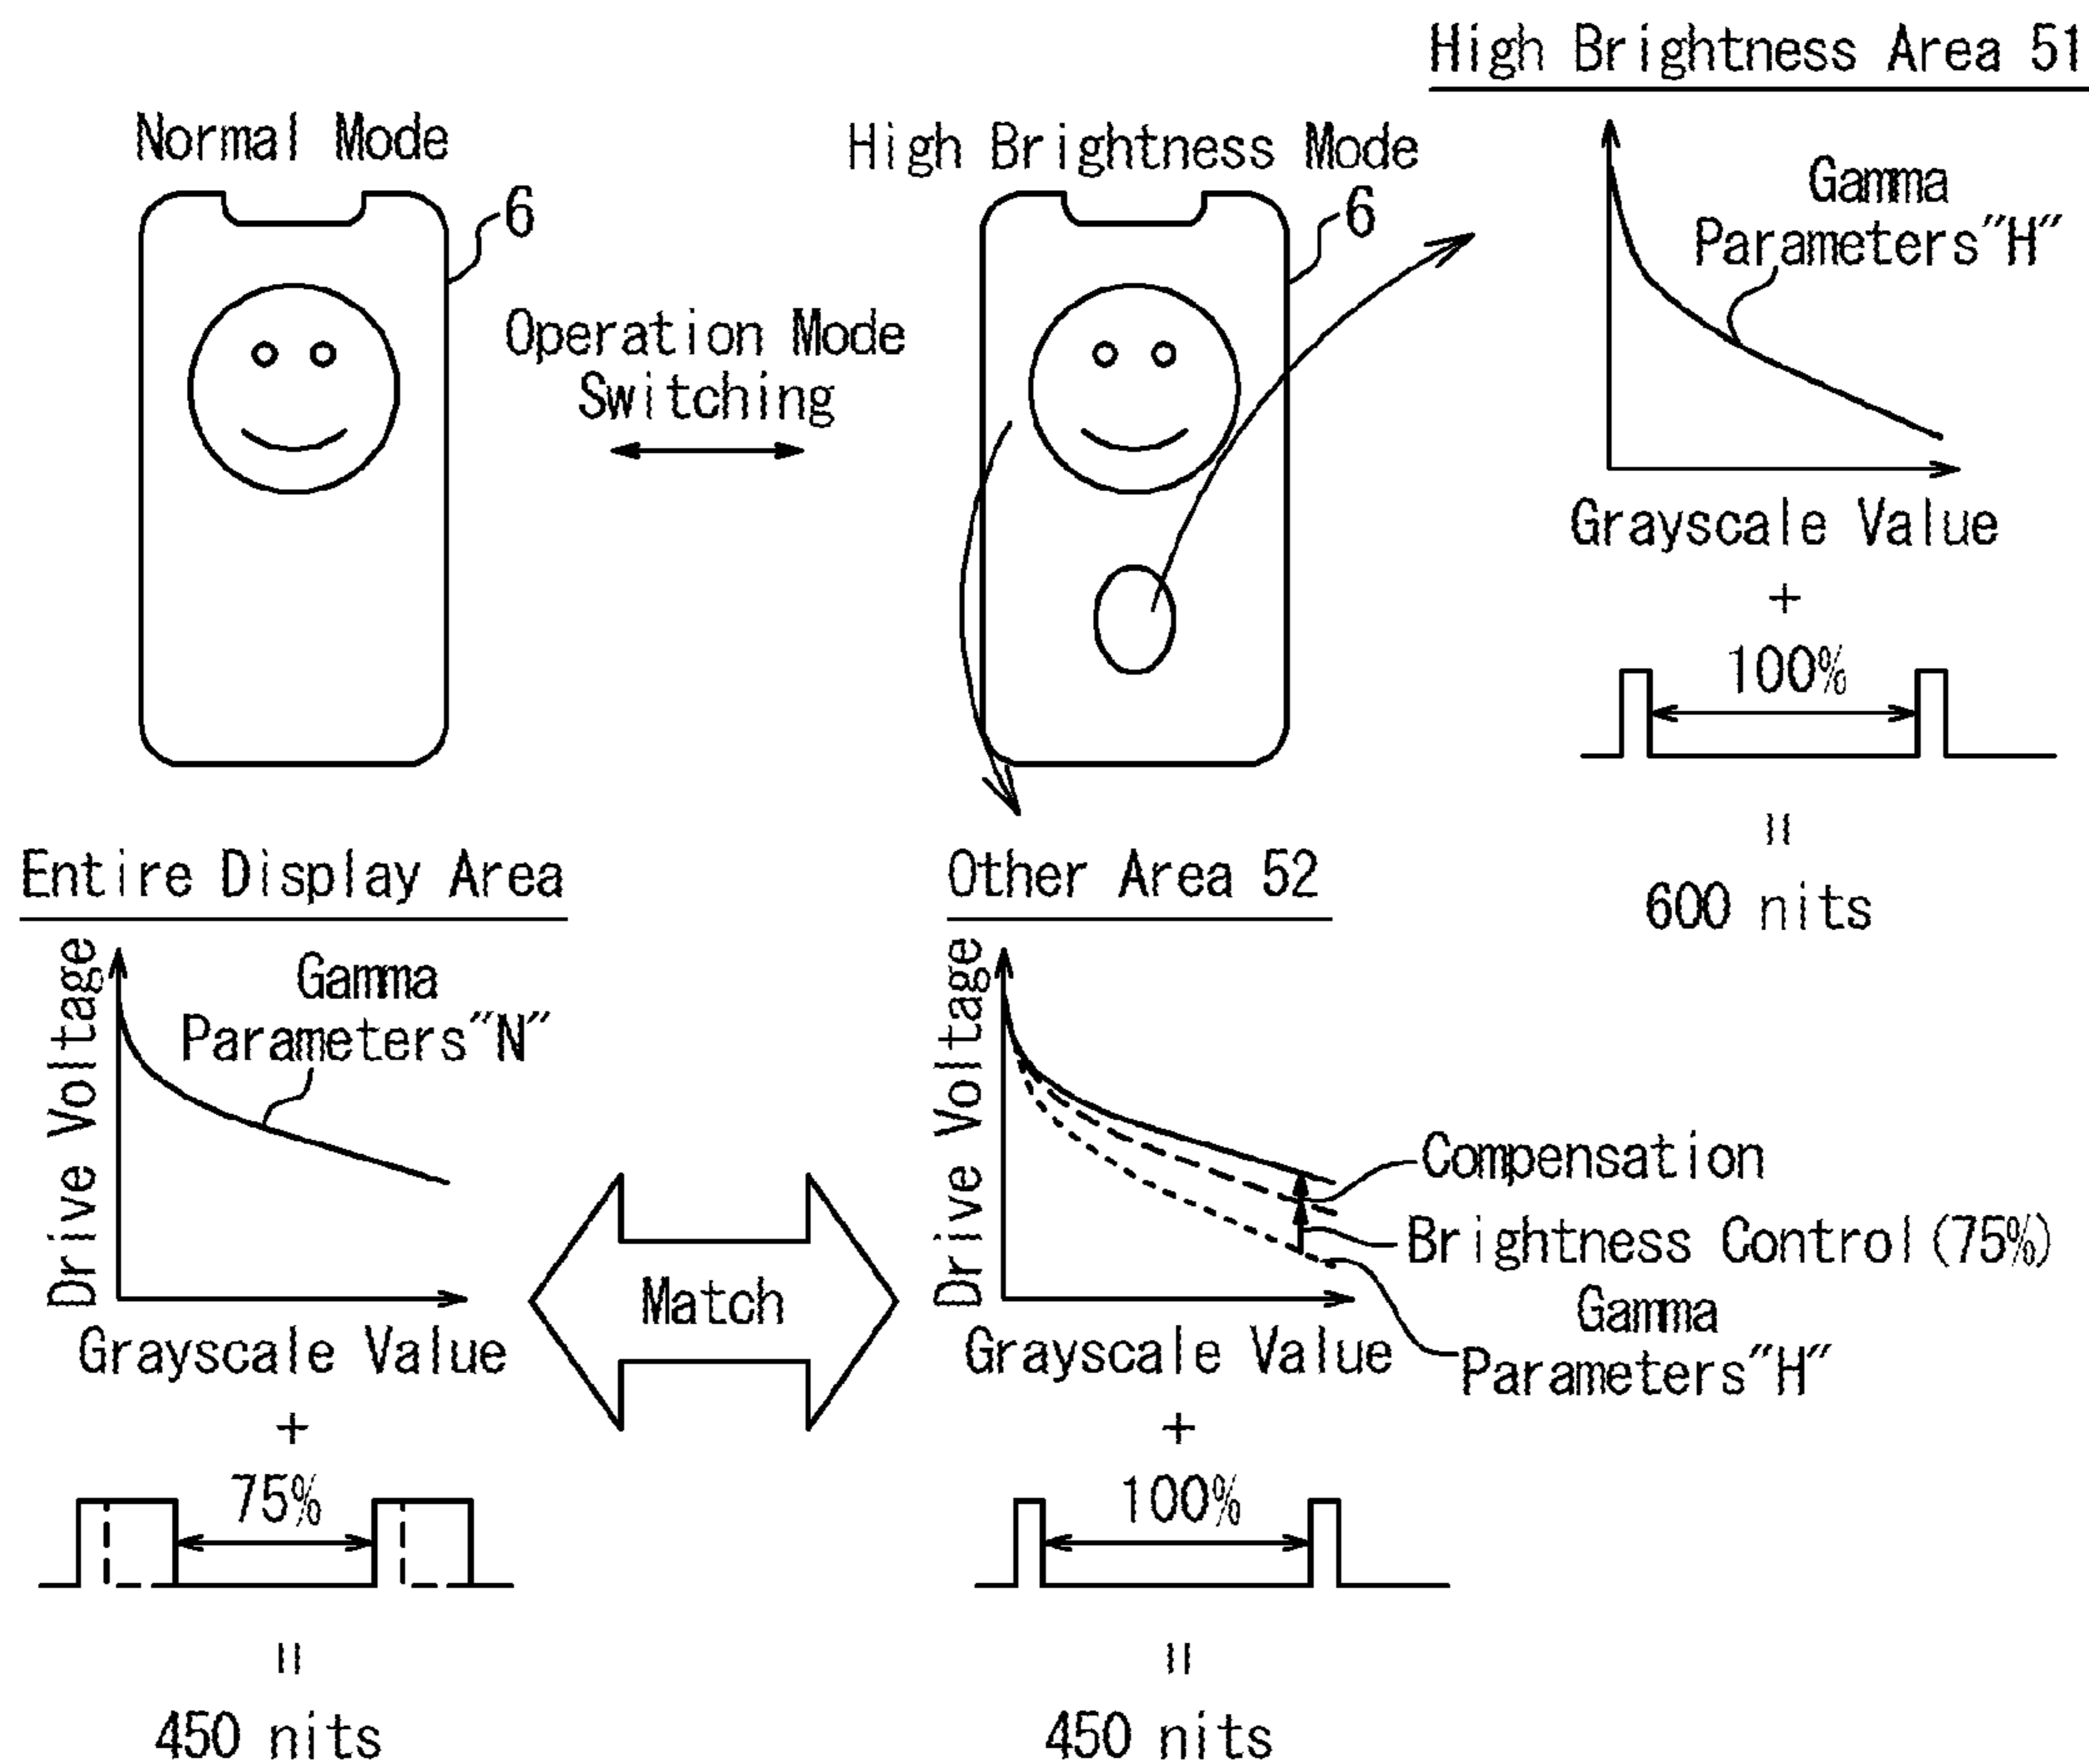 High Brightness Area 51
Normal Mode
High Brightness Mode
6
6
Gamma
Parameters"H"
Operation Mode
Switching
Grayscale Value
+
100%
=
600 nits
Entire Display Area
Drive Voltage
Gamma
Parameters"N"
Grayscale Value
+
75%
=
450 nits
Match
Other Area 52
Drive Voltage
Compensation
Brightness Control(75%)
Gamma
Parameters"H"
Grayscale Value
+
100%
=
450 nits